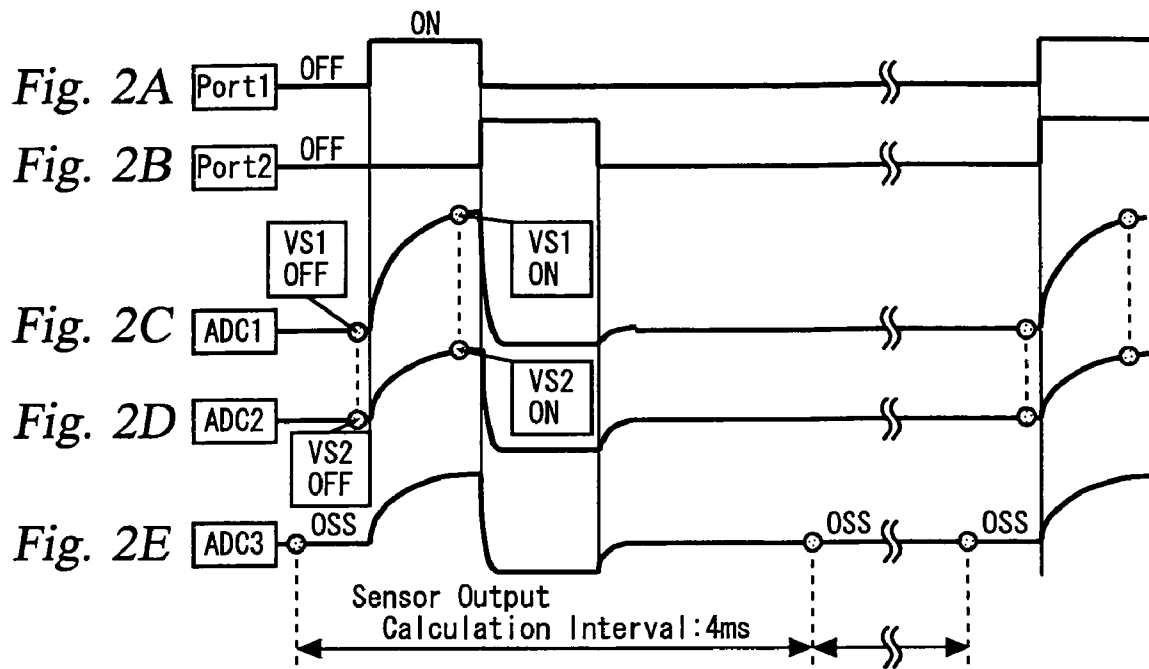 ON
Fig. 2A Port1 OFF
Fig. 2B Port2 OFF
VS1
OFF
VS1
ON
Fig. 2C ADC1
VS2
ON
Fig. 2D ADC2
VS2
OFF
Fig. 2E ADC3 OSS OSS OSS
Sensor Output
Calculation Interval:4ms